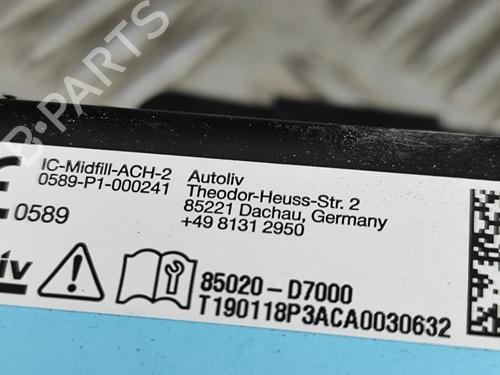 IC-Midfill-ACH-2
0589-P1-000241
0589
Autoliv
Theodor-Heuss-Str. 2
85221 Dachau, Germany
+49 8131 2950
liv
85020-D7000
T190118P3ACA0030632
B-PARTS